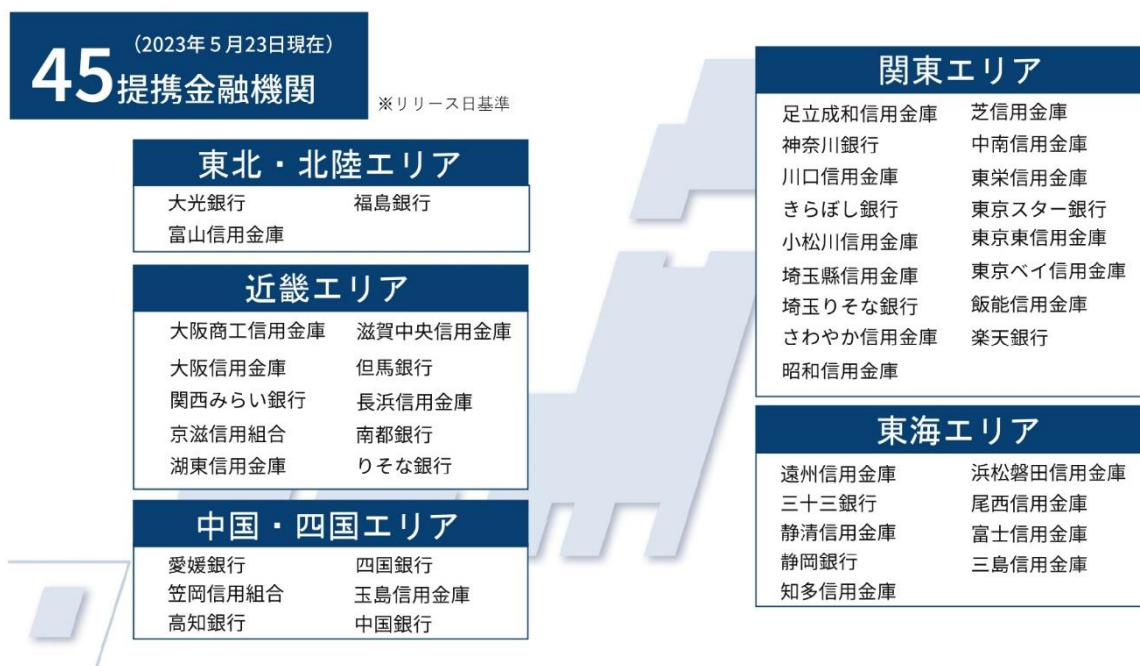 （2023年５月23日現在）
45提携金融機関
※リリース日基準
東北・北陸エリア
大光銀行 福島銀行
富山信用金庫
近畿エリア
大阪商工信用金庫 滋賀中央信用金庫
大阪信用金庫 但馬銀行
関西みらい銀行 長浜信用金庫
京滋信用組合 南都銀行
湖東信用金庫 りそな銀行
中国・四国エリア
愛媛銀行 四国銀行
笠岡信用組合 玉島信用金庫
高知銀行 中国銀行
関東エリア
足立成和信用金庫 芝信用金庫
神奈川銀行 中南信用金庫
川口信用金庫 東栄信用金庫
きらぼし銀行 東京スター銀行
小松川信用金庫 東京東信用金庫
埼玉縣信用金庫 東京ベイ信用金庫
埼玉りそな銀行 飯能信用金庫
さわやか信用金庫 楽天銀行
昭和信用金庫
東海エリア
遠州信用金庫 浜松磐田信用金庫
三十三銀行 尾西信用金庫
静清信用金庫 富士信用金庫
静岡銀行 三島信用金庫
知多信用金庫